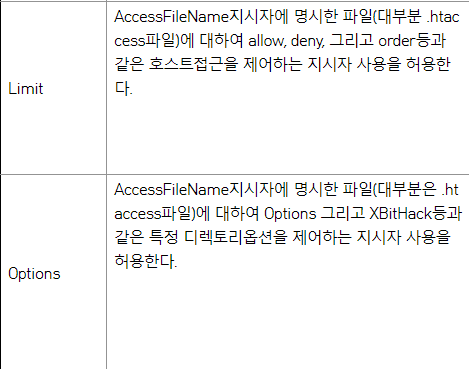 AccessFileName지시자에 명시한 파일(대부분 .htac
cess파일)에 대하여 allow, deny, 그리고 order등과
같은 호스트접근을 제어하는 지시자 사용을 허용한
다.
Limit
AccessFileName지시자에 명시한 파일(대부분은 .ht
access파일)에 대하여 Options 그리고 XBitHack등과
같은 특정 디렉토리옵션을 제어하는 지시자 사용을
허용한다.
Options